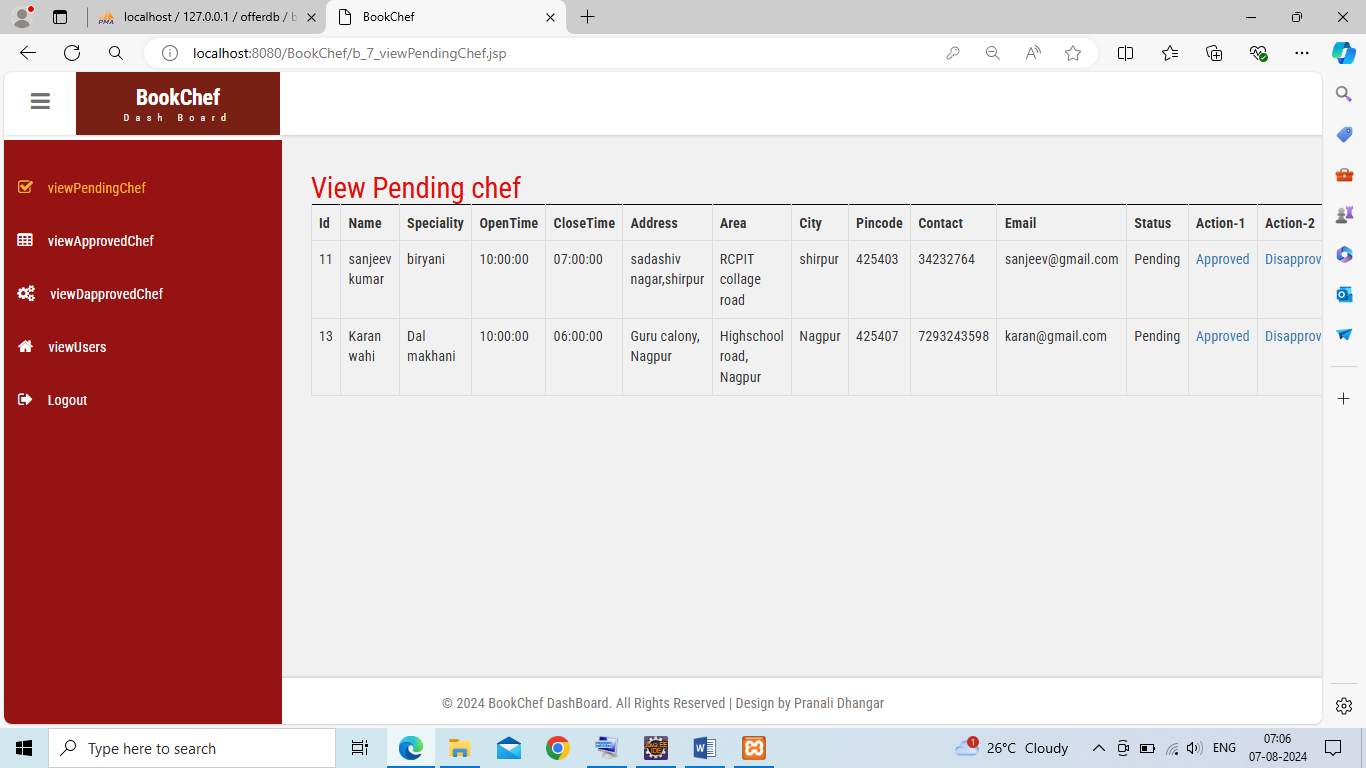 PMA localhost / 127.0.0.1 / offerdb / b
BookChef
localhost:8080/BookChef/b_7_viewPendingChef.jsp
BookChef
Dash Board
viewPendingChef
viewApprovedChef
viewDapprovedChef
viewUsers
Logout
View Pending chef
Id Name Speciality OpenTime CloseTime Address Area City Pincode Contact Email Status Action-1 Action-2
11 sanjeev biryani 10:00:00 07:00:00 sadashiv RCPIT shirpur 425403 34232764 sanjeev@gmail.com Pending Approved Disapprov
kumar nagar,shirpur collage
road
13 Karan Dal 10:00:00 06:00:00 Guru calony, Highschool Nagpur 425407 7293243598 karan@gmail.com Pending Approved Disapprov
wahi makhani Nagpur road,
Nagpur
© 2024 BookChef DashBoard. All Rights Reserved | Design by Pranali Dhangar
Type here to search
1 26°C Cloudy ENG 07:06
07-08-2024